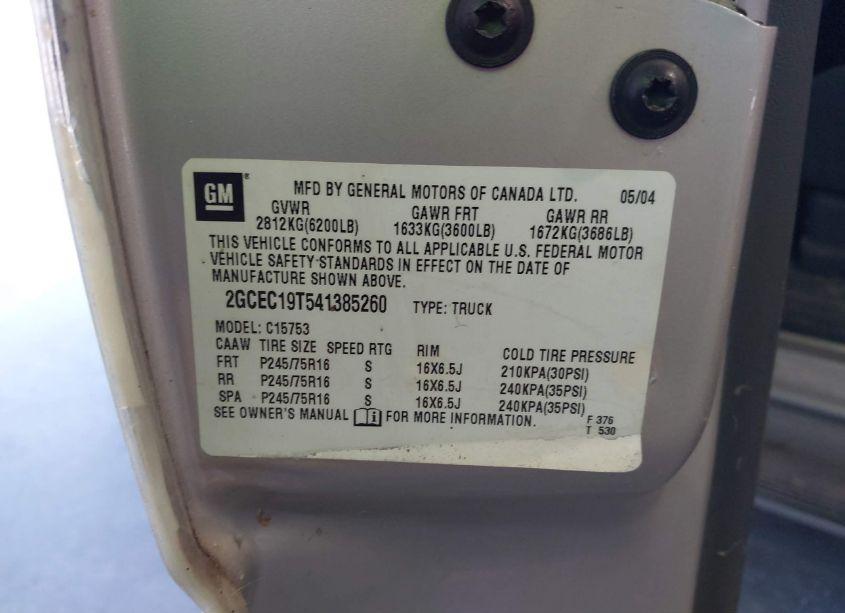 GM ® MFD BY GENERAL MOTORS OF CANADA LTD. 05/04
GVWR GAWR FRT GAWR RR
2812KG(6200LB) 1633KG(3600LB) 1672KG(3686LB)
THIS VEHICLE CONFORMS TO ALL APPLICABLE U.S. FEDERAL MOTOR
VEHICLE SAFETY STANDARDS IN EFFECT ON THE DATE OF
MANUFACTURE SHOWN ABOVE.
2GCEC19T541385260 TYPE: TRUCK
MODEL: C15753
CAAW TIRE SIZE SPEED RTG RIM COLD TIRE PRESSURE
FRT P245/75R16 S 16X6.5J 210KPA(30PSI)
RR P245/75R16 S 16X6.5J 240KPA(35PSI)
SPA P245/75R16 S 16X6.5J 240KPA(35PSI)
SEE OWNER'S MANUAL i FOR MORE INFORMATION. F 376
T 530